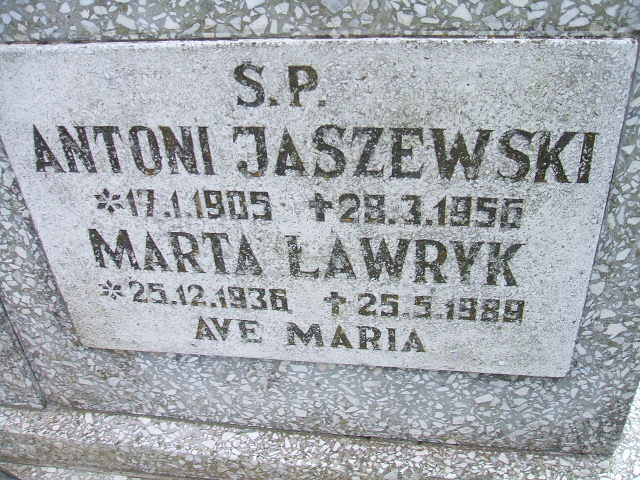 S.P.
ANTONI JASZEWSKI
*17.1.1905 ✝28.3.1956
MARTA ŁAWRYK
*25.12.1936 ✝25.5.1989
AVE MARIA